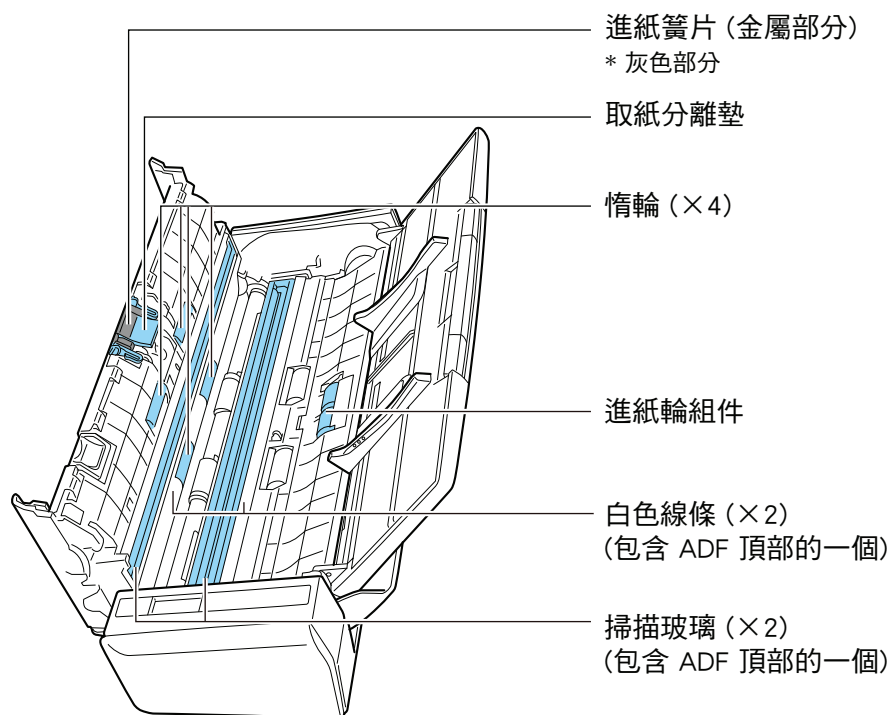 進紙簧片 (金屬部分)
* 灰色部分
取紙分離墊
惰輪 (×4)
進紙輪組件
白色線條 (×2)
(包含 ADF 頂部的一個)
掃描玻璃 (×2)
(包含 ADF 頂部的一個)